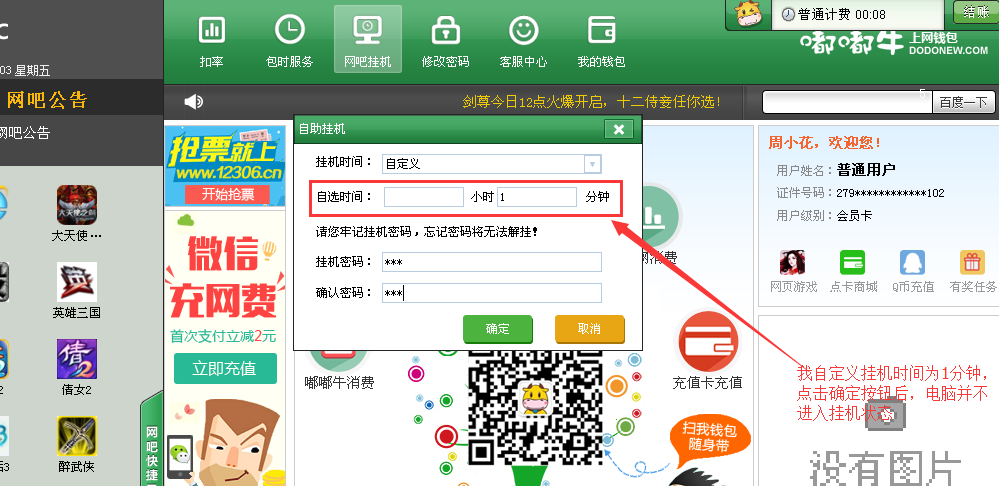 C
03 星期五
网吧公告
网吧公告
大天使之剑
大天使…
英雄三国
2
倩
倩女2
3
醉武侠
扣率
包时服务
网吧挂机
修改密码
客服中心
我的钱包
普通计费 00:08
结账
嘟嘟牛 上网钱包
DODONEW.COM
剑尊今日12点火爆开启，十二侍妾任你选！
百度一下
抢票就上
www.12306.cn
开始抢票
微信
充网费
首次支付立减2元
立即充值
网吧快捷
自助挂机
挂机时间：
自定义
自选时间：
小时
1
分钟
请您牢记挂机密码，忘记密码将无法解挂！
挂机密码：
***
确认密码：
***
确定
取消
网消费
嘟嘟牛消费
充值卡充值
扫我钱包
随身带
周小花，欢迎您！
用户姓名：普通用户
证件号码：279************102
用户级别：会员卡
网页游戏
点卡商城
Q币充值
有奖任务
我自定义挂机时间为1分钟，
点击确定按钮后，电脑并不
进入挂机状态
没有图片